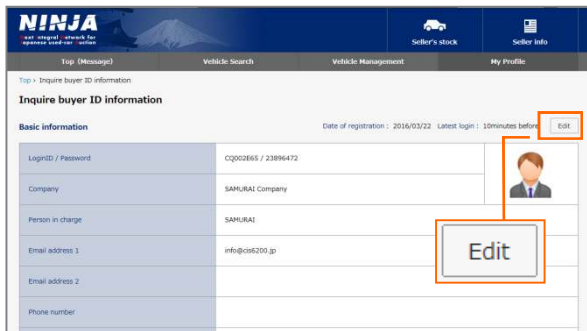 NINJA
Next integral Network for
Japanese used-car Auction
Seller's stock
Seller info
Top (Message)
Vehicle Search
Vehicle Management
My Profile
Top › Inquire buyer ID information
Inquire buyer ID information
Basic information
Date of registration : 2016/03/22 Latest login : 10minutes before
Edit
LoginID / Password
CQ002E65 / 23896472
Company
SAMURAI Company
Person in charge
SAMURAI
Email address 1
info@cis6200.jp
Edit
Email address 2
Phone number